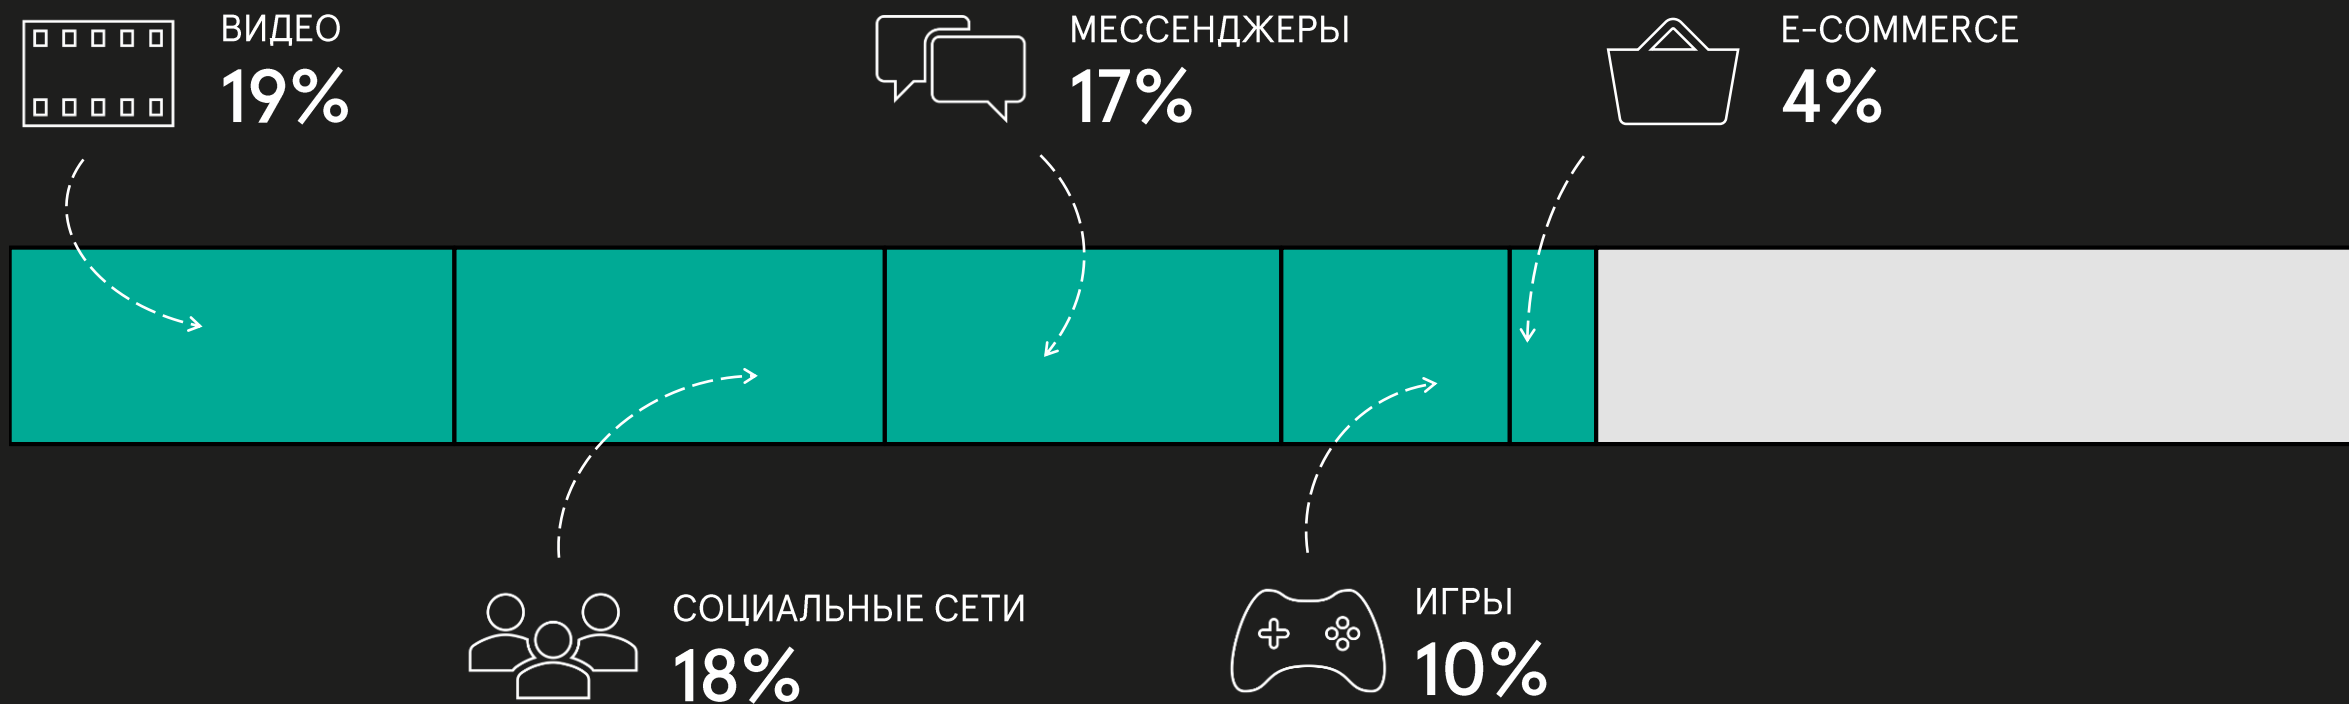 ВИДЕО
19%
МЕССЕНДЖЕРЫ
17%
E-COMMERCE
4%
СОЦИАЛЬНЫЕ СЕТИ
18%
ИГРЫ
10%